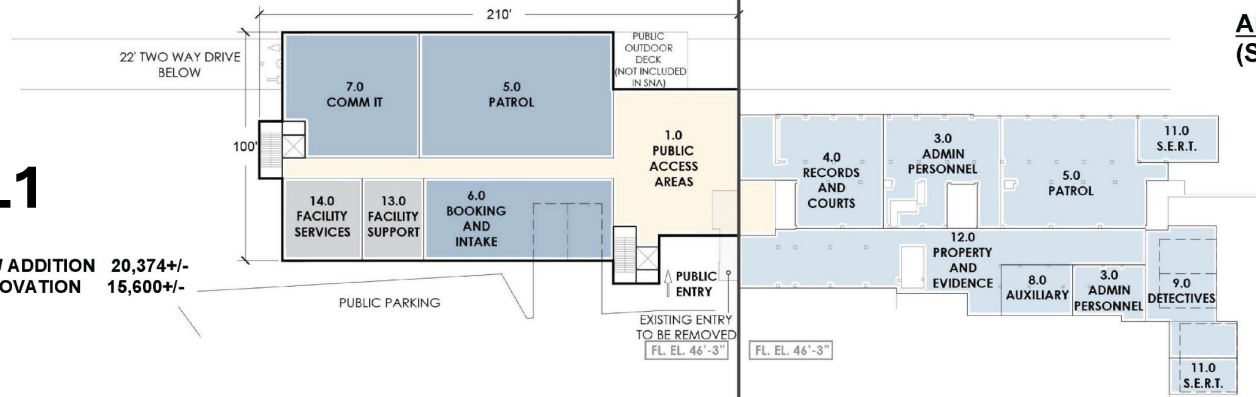 210'
22' TWO WAY DRIVE
BELOW
100'
7.0
COMM IT
5.0
PATROL
PUBLIC
OUTDOOR
DECK
(NOT INCLUDED
IN SNA)
1.0
PUBLIC
ACCESS
AREAS
14.0
FACILITY
SERVICES
13.0
FACILITY
SUPPORT
6.0
BOOKING
AND
INTAKE
4.0
RECORDS
AND
COURTS
3.0
ADMIN
PERSONNEL
5.0
PATROL
11.0
S.E.R.T.
12.0
PROPERTY
AND
EVIDENCE
8.0
AUXILIARY
3.0
ADMIN
PERSONNEL
9.0
DETECTIVES
11.0
S.E.R.T.
.1
ADDITION 20,374+/-
OVATION 15,600+/-
PUBLIC PARKING
PUBLIC
ENTRY
EXISTING ENTRY
TO BE REMOVED
FL. EL. 46'-3"
FL. EL. 46'-3"
(S